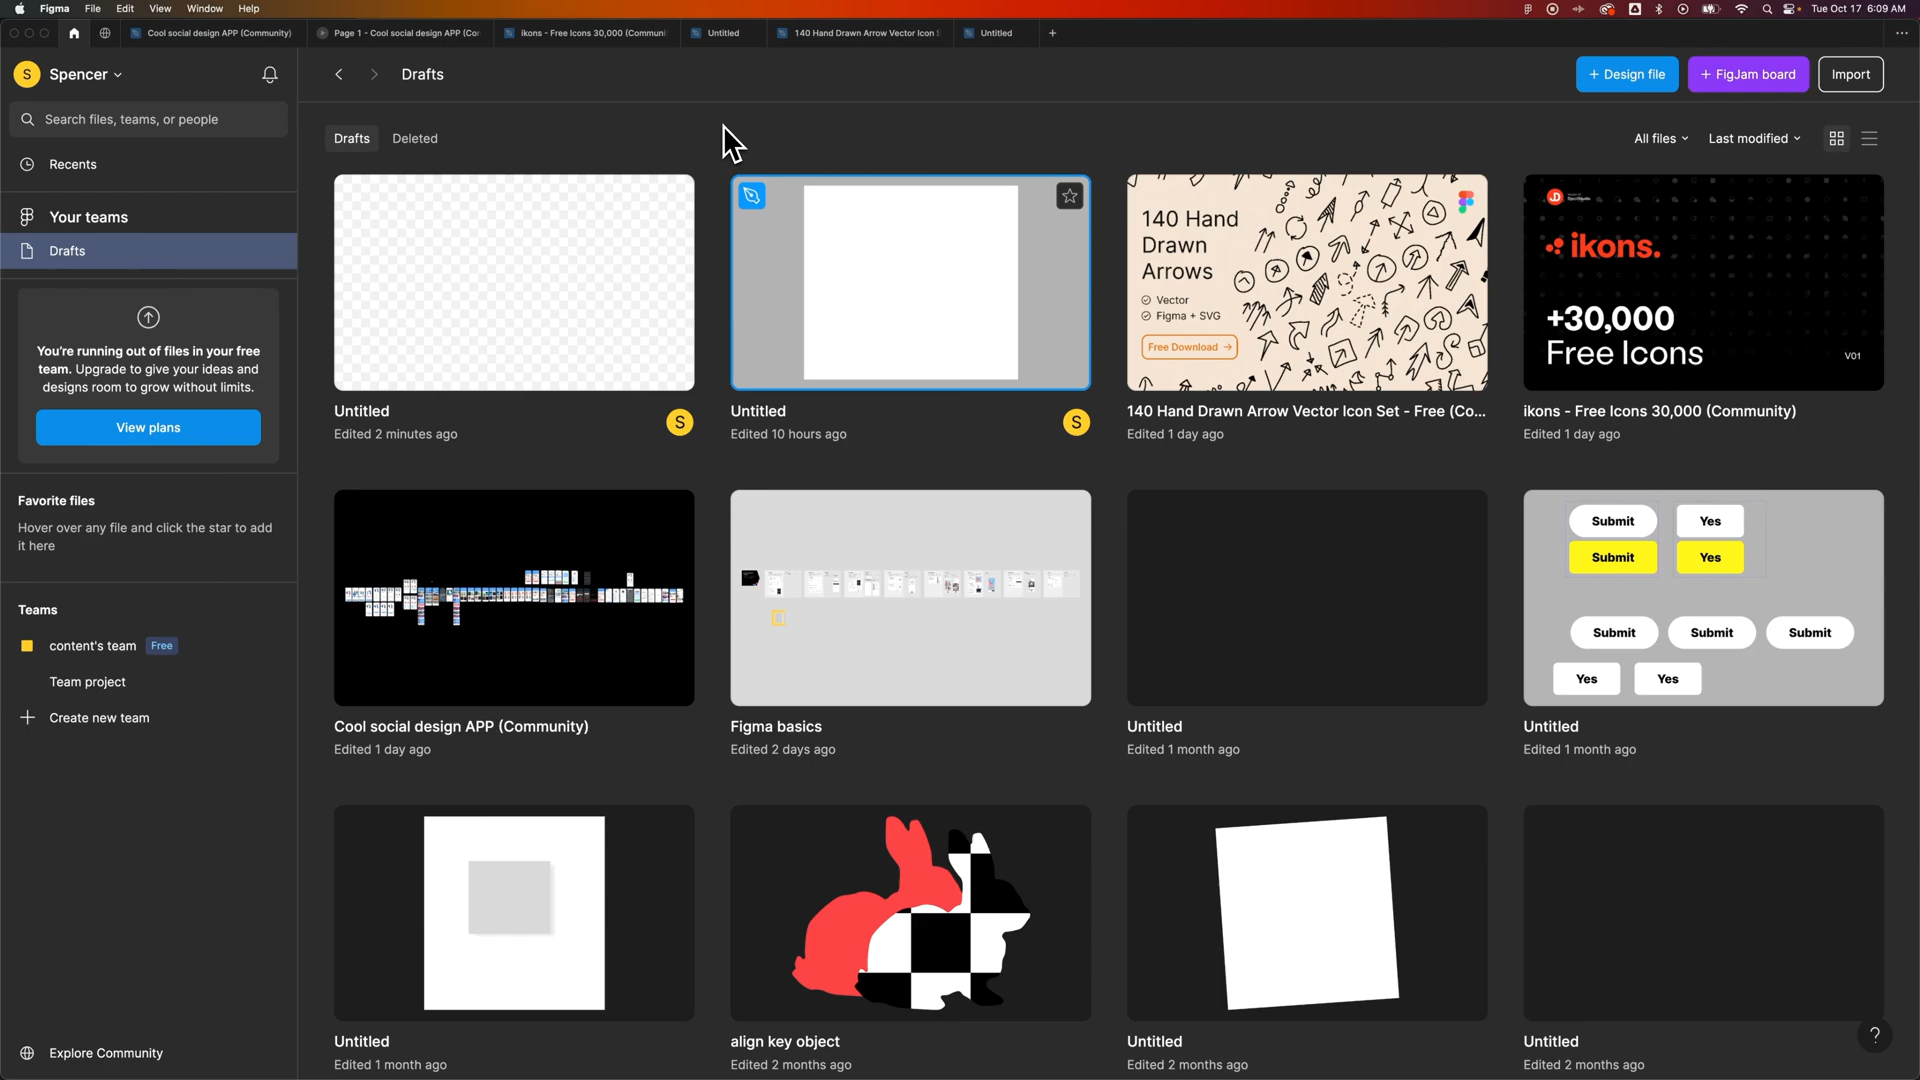 Figma File Edit View Window Help
Tue Oct 17 6:09 AM
Cool social design APP (Community)
Page 1 - Cool social design APP (Cor
ikons - Free Icons 30,000 (Communi
Untitled
140 Hand Drawn Arrow Vector Icon S
Untitled
S Spencer
Drafts
+ Design file
+ FigJam board
Import
Search files, teams, or people
Recents
Your teams
Drafts
You're running out of files in your free
team. Upgrade to give your ideas and
designs room to grow without limits.
View plans
Favorite files
Hover over any file and click the star to add
it here
Teams
content's team Free
Team project
Create new team
Explore Community
Drafts Deleted
All files Last modified
Untitled
Edited 2 minutes ago
S
Untitled
Edited 10 hours ago
S
140 Hand
Drawn
Arrows
Vector
Figma + SVG
Free Download →
140 Hand Drawn Arrow Vector Icon Set - Free (Co...
Edited 1 day ago
ikons.
+30,000
Free Icons
V01
ikons - Free Icons 30,000 (Community)
Edited 1 day ago
Cool social design APP (Community)
Edited 1 day ago
Figma basics
Edited 2 days ago
Untitled
Edited 1 month ago
Submit Yes
Submit Yes
Submit Submit Submit
Yes Yes
Untitled
Edited 1 month ago
Untitled
Edited 1 month ago
align key object
Edited 2 months ago
Untitled
Edited 2 months ago
Untitled
Edited 2 months ago
?